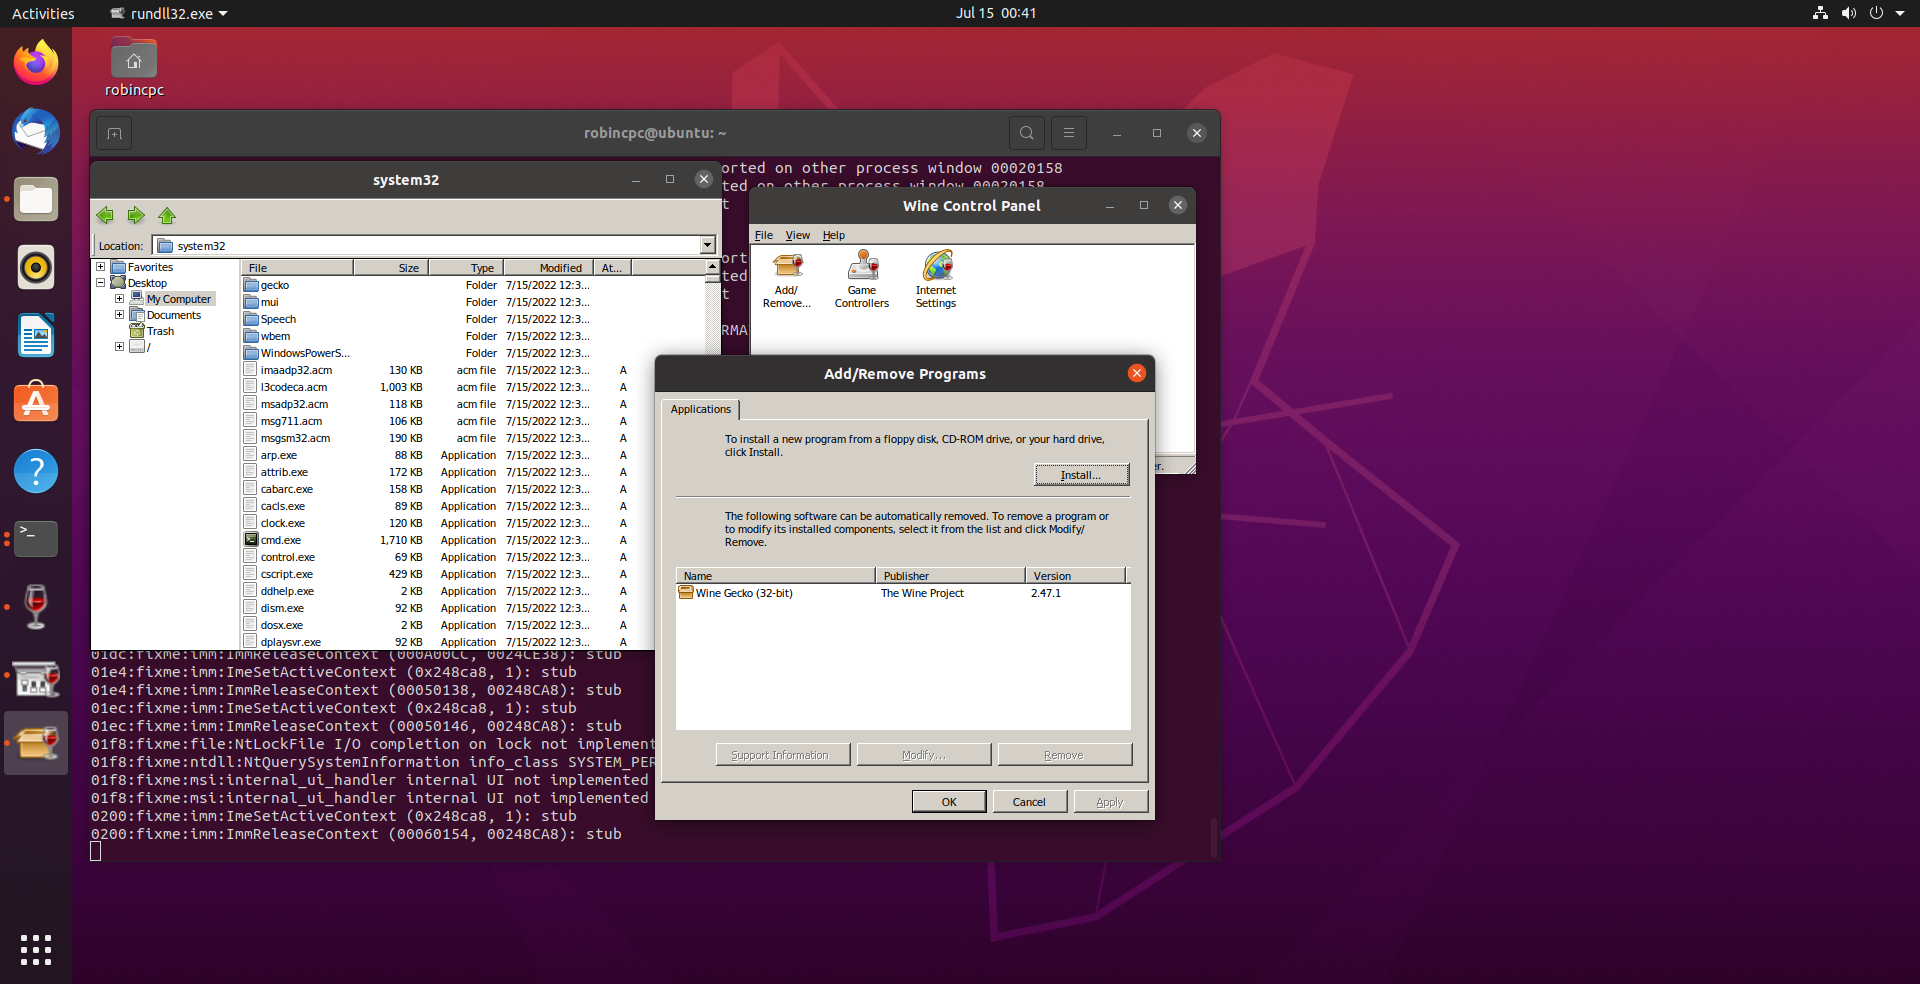 Activities
rundll32.exe
Jul 15 00:41
robincpc
robincpc@ubuntu: ~
orted on other process window 00020158
ted on other process window 00020158
t
ort
ted
t
RMA
system32
Location: system32
Favorites
Desktop
My Computer
Documents
Trash
/
File Size Type Modified At...
gecko Folder 7/15/2022 12:3...
mui Folder 7/15/2022 12:3...
Speech Folder 7/15/2022 12:3...
wbem Folder 7/15/2022 12:3...
WindowsPowerS... Folder 7/15/2022 12:3...
imaadp32.acm 130 KB acm file 7/15/2022 12:3... A
l3codeca.acm 1,003 KB acm file 7/15/2022 12:3... A
msadp32.acm 118 KB acm file 7/15/2022 12:3... A
msg711.acm 106 KB acm file 7/15/2022 12:3... A
msgsm32.acm 190 KB acm file 7/15/2022 12:3... A
arp.exe 88 KB Application 7/15/2022 12:3... A
attrib.exe 172 KB Application 7/15/2022 12:3... A
cabarc.exe 158 KB Application 7/15/2022 12:3... A
cacls.exe 89 KB Application 7/15/2022 12:3... A
clock.exe 120 KB Application 7/15/2022 12:3... A
cmd.exe 1,710 KB Application 7/15/2022 12:3... A
control.exe 69 KB Application 7/15/2022 12:3... A
cscript.exe 429 KB Application 7/15/2022 12:3... A
ddhelp.exe 2 KB Application 7/15/2022 12:3... A
dism.exe 92 KB Application 7/15/2022 12:3... A
dosx.exe 2 KB Application 7/15/2022 12:3... A
dplaysvr.exe 92 KB Application 7/15/2022 12:3... A
Wine Control Panel
File View Help
Add/
Remove...
Game
Controllers
Internet
Settings
er.
Add/Remove Programs
Applications
To install a new program from a floppy disk, CD-ROM drive, or your hard drive,
click Install.
Install...
The following software can be automatically removed. To remove a program or
to modify its installed components, select it from the list and click Modify/
Remove.
Name Publisher Version
Wine Gecko (32-bit) The Wine Project 2.47.1
Support Information Modify... Remove
OK Cancel Apply
01dc:fixme:imm:ImmReleaseContext (000A00CC, 0024CE38): stub
01e4:fixme:imm:ImeSetActiveContext (0x248ca8, 1): stub
01e4:fixme:imm:ImmReleaseContext (00050138, 00248CA8): stub
01ec:fixme:imm:ImeSetActiveContext (0x248ca8, 1): stub
01ec:fixme:imm:ImmReleaseContext (00050146, 00248CA8): stub
01f8:fixme:file:NtLockFile I/O completion on lock not implement
01f8:fixme:ntdll:NtQuerySystemInformation info_class SYSTEM_PER
01f8:fixme:msi:internal_ui_handler internal UI not implemented
01f8:fixme:msi:internal_ui_handler internal UI not implemented
0200:fixme:imm:ImeSetActiveContext (0x248ca8, 1): stub
0200:fixme:imm:ImmReleaseContext (00060154, 00248CA8): stub